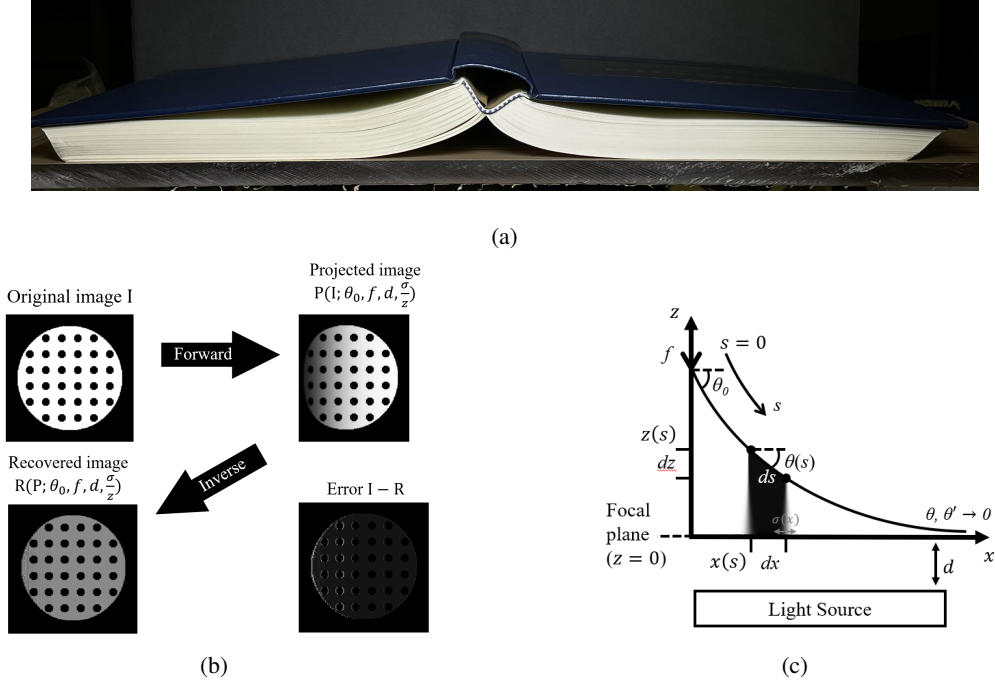 (a)
Original image I
Forward
Projected image
P(I; θ₀, f, d, σ/z)
Recovered image
R(P; θ₀, f, d, σ/z)
Inverse
Error I − R
(b)
z
f
s = 0
θ₀
s
z(s)
dz
θ(s)
ds
σ(x)
θ, θ′ → 0
Focal
plane
(z = 0)
x(s)
dx
x
d
Light Source
(c)